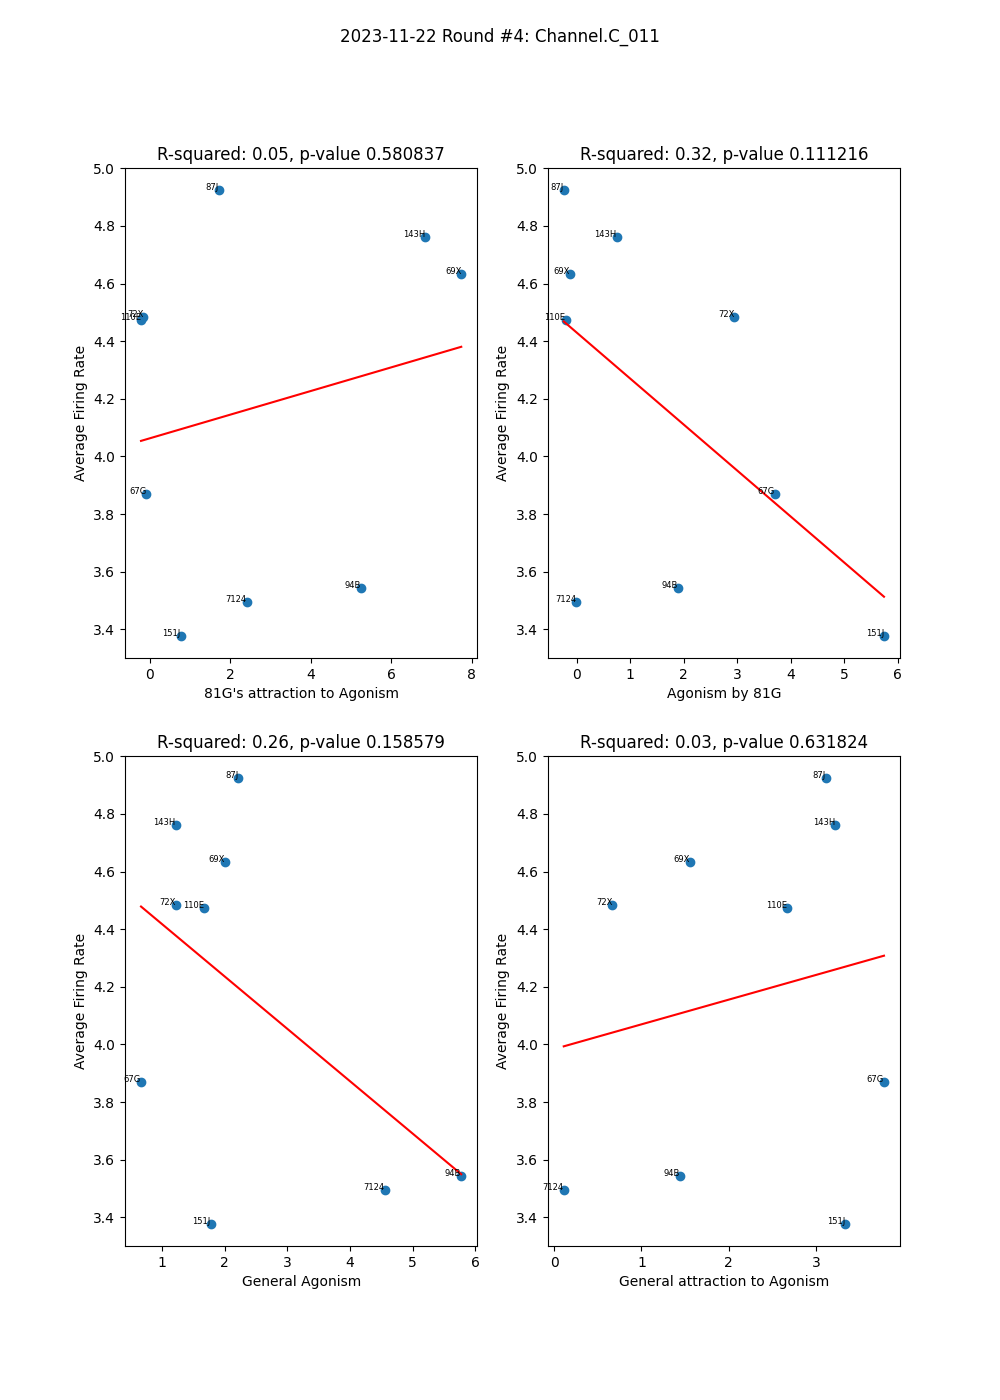 2023-11-22 Round #4: Channel.C_011
R-squared: 0.05, p-value 0.580837
5.0
4.8
4.6
4.4
4.2
4.0
3.8
3.6
3.4
Average Firing Rate
87J
143H
69X
72X
110E
67G
94B
7124
151J
0 2 4 6 8
81G's attraction to Agonism
R-squared: 0.32, p-value 0.111216
5.0
4.8
4.6
4.4
4.2
4.0
3.8
3.6
3.4
Average Firing Rate
87J
143H
69X
110E
72X
67G
94B
7124
151J
0 1 2 3 4 5 6
Agonism by 81G
R-squared: 0.26, p-value 0.158579
5.0
4.8
4.6
4.4
4.2
4.0
3.8
3.6
3.4
Average Firing Rate
87J
143H
69X
72X
110E
67G
94B
7124
151J
1 2 3 4 5 6
General Agonism
R-squared: 0.03, p-value 0.631824
5.0
4.8
4.6
4.4
4.2
4.0
3.8
3.6
3.4
Average Firing Rate
87J
143H
69X
72X
110E
67G
94B
7124
151J
0 1 2 3
General attraction to Agonism